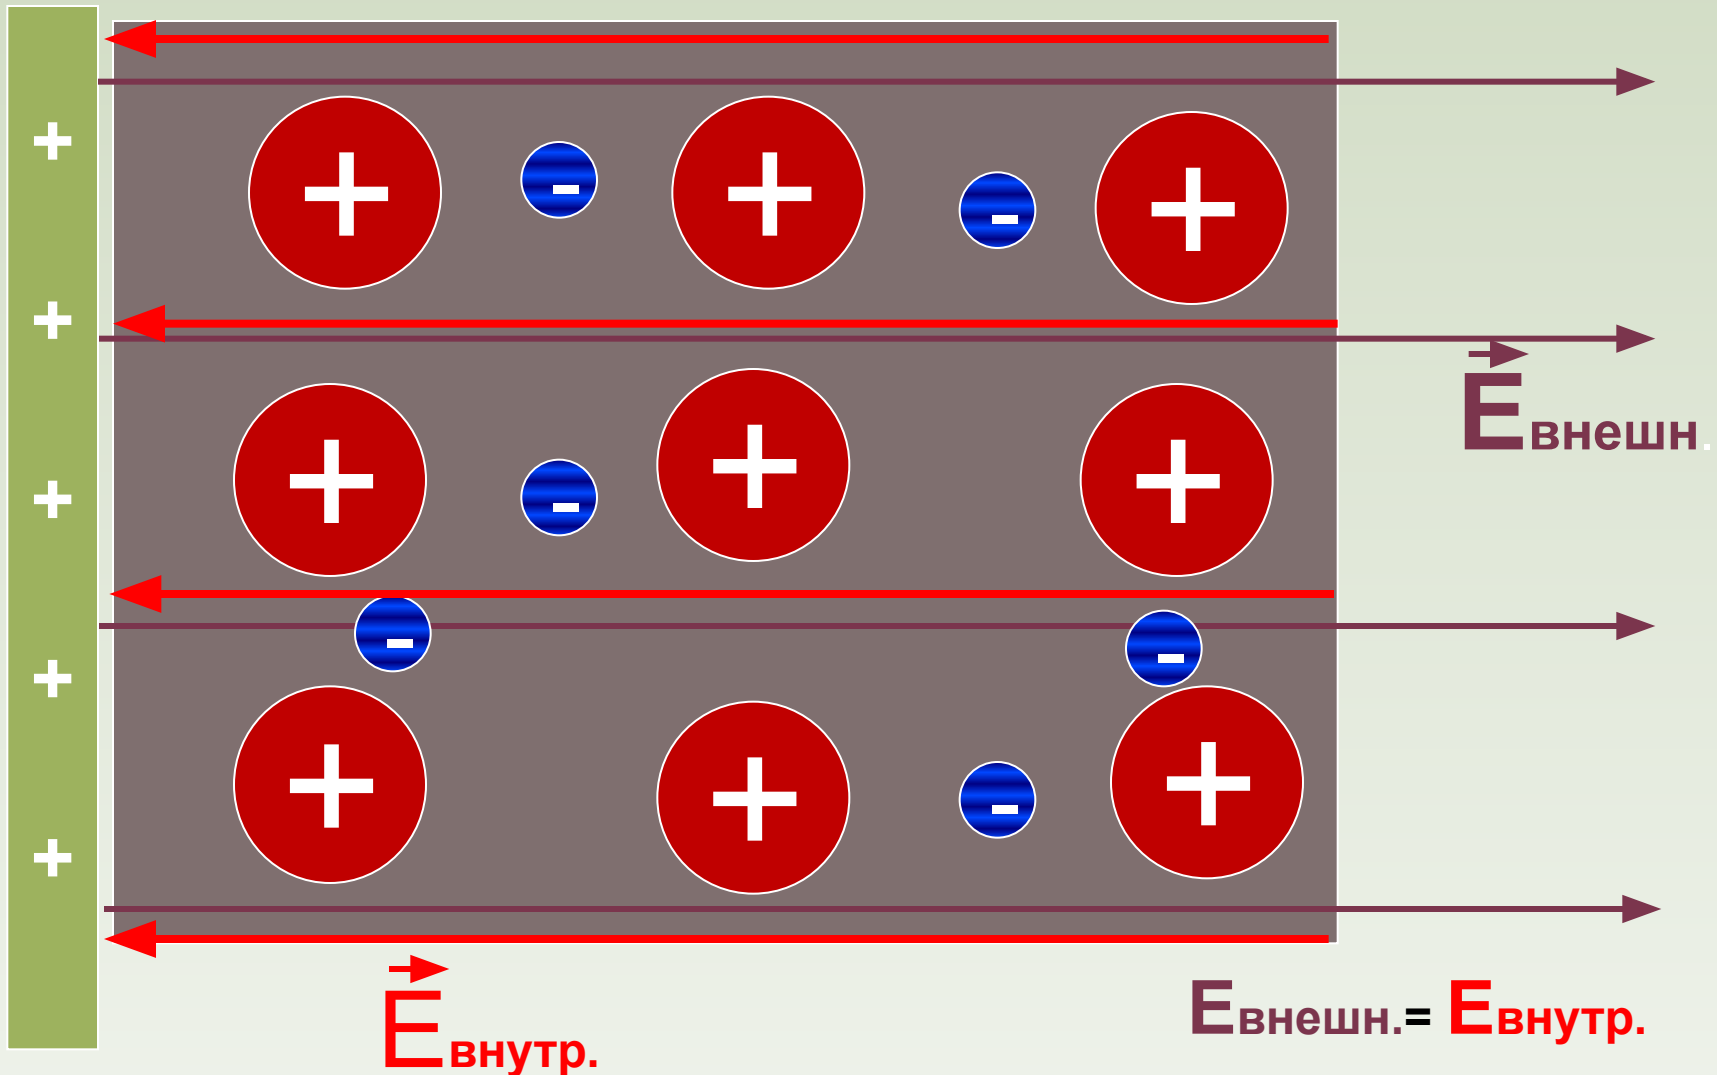 + + - + - +
+
+ - + +
+
- -
+ + - +
+
+
Eвнешн.
Eвнутр.
Eвнешн.= Eвнутр.